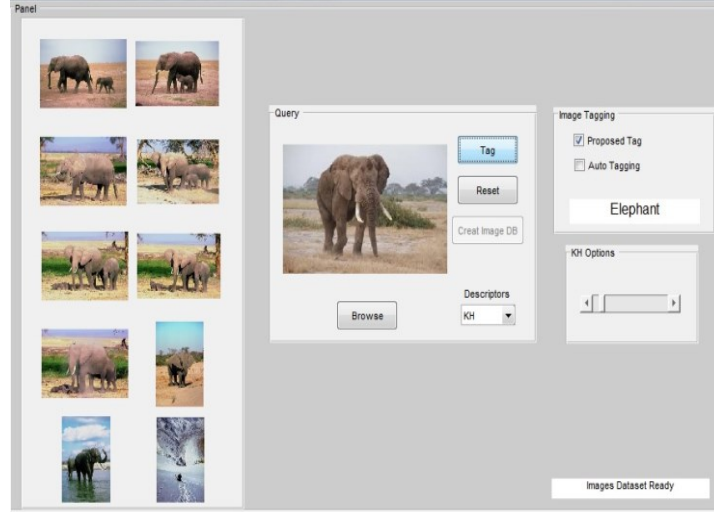 Panel
Query
Tag
Reset
Creat Image DB
Descriptors
KH
Browse
Image Tagging
Proposed Tag
Auto Tagging
Elephant
KH Options
Images Dataset Ready